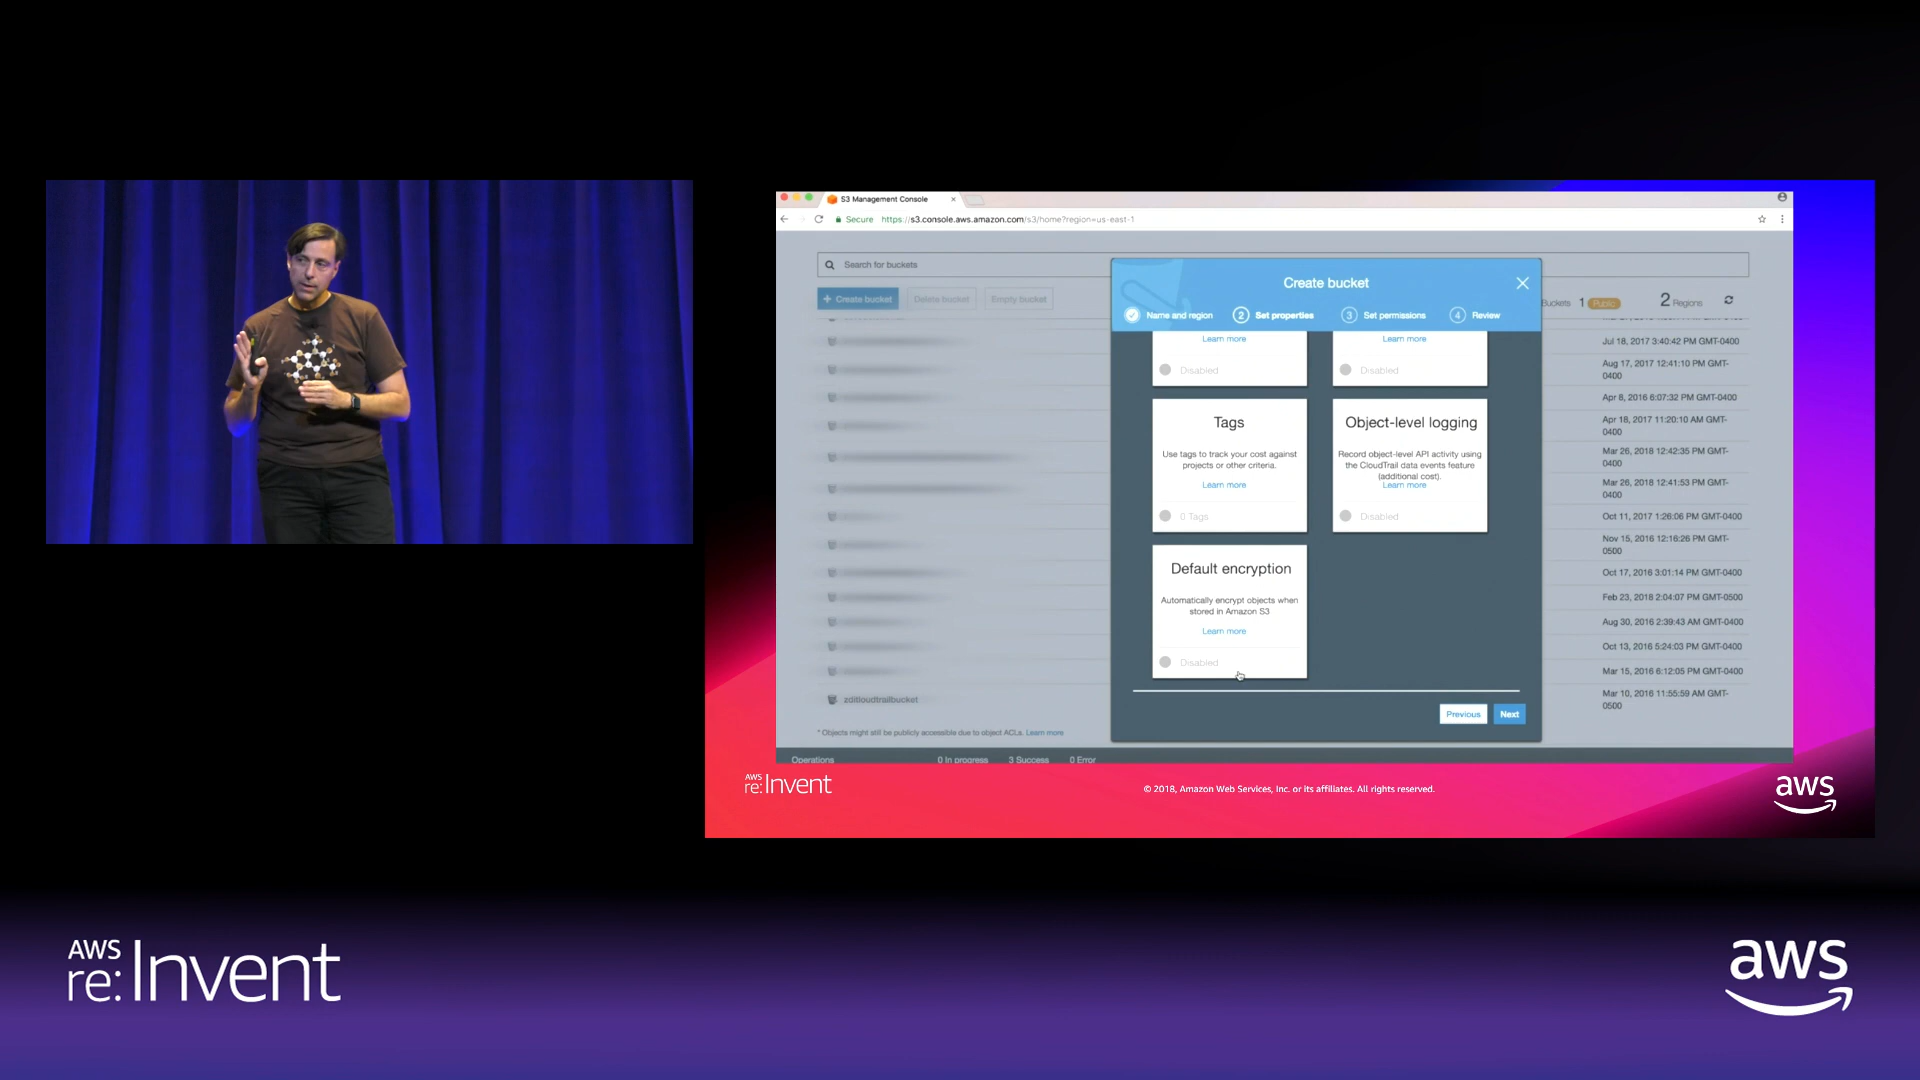 S3 Management Console
Secure https://s3.console.aws.amazon.com/s3/home?region=us-east-1
Search for buckets
+ Create bucket
Delete bucket
Empty bucket
Buckets 1 Public
2 Regions
Create bucket
Name and region
2 Set properties
3 Set permissions
4 Review
Learn more
Learn more
Disabled
Disabled
Tags
Use tags to track your cost against
projects or other criteria.
Learn more
0 Tags
Object-level logging
Record object-level API activity using
the CloudTrail data events feature
(additional cost).
Learn more
Disabled
Default encryption
Automatically encrypt objects when
stored in Amazon S3
Learn more
Disabled
Previous
Next
Jul 18, 2017 3:40:42 PM GMT-0400
Aug 17, 2017 12:41:10 PM GMT-
0400
Apr 8, 2016 6:07:32 PM GMT-0400
Apr 18, 2017 11:20:10 AM GMT-
0400
Mar 26, 2018 12:42:35 PM GMT-
0400
Mar 26, 2018 12:41:53 PM GMT-
0400
Oct 11, 2017 1:26:06 PM GMT-0400
Nov 15, 2016 12:16:26 PM GMT-
0500
Oct 17, 2016 3:01:14 PM GMT-0400
Feb 23, 2018 2:04:07 PM GMT-0500
Aug 30, 2016 2:39:43 AM GMT-0400
Oct 13, 2016 5:24:03 PM GMT-0400
Mar 15, 2016 6:12:05 PM GMT-0400
zditloudtrailbucket
Mar 10, 2016 11:55:59 AM GMT-
0500
* Objects might still be publicly accessible due to object ACLs. Learn more
Operations
0 In progress
3 Success
0 Error
AWS
re:Invent
© 2018, Amazon Web Services, Inc. or its affiliates. All rights reserved.
aws
AWS
re:Invent
aws